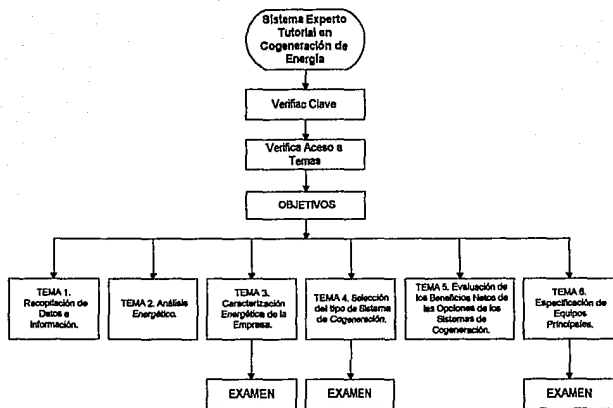 Sistema Experto
Tutorial en
Cogeneración de
Energía
Verifiac Clave
Verifica Aceso a
Temas
OBJETIVOS
TEMA 1.
Recopilación de
Datos e
Información.
TEMA 2. Análisis
Energético.
TEMA 3.
Caracterización
Energética de la
Empresa.
TEMA 4. Selección
del tipo de Sistema
de Cogeneración.
TEMA 5. Evaluación de
los Beneficios Netos de
las Opciones de los
Sistemas de
Cogeneración.
TEMA 6.
Especificación de
Equipos
Principales.
EXAMEN
EXAMEN
EXAMEN